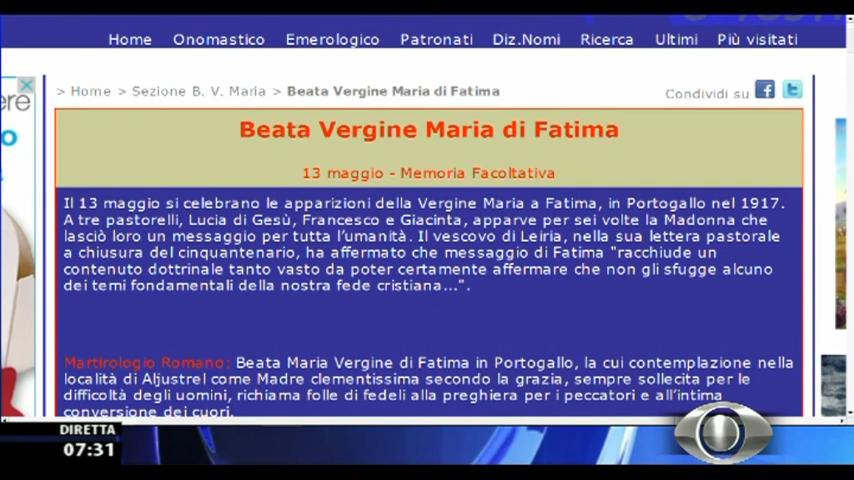 Home Onomastico Emerologico Patronati Diz.Nomi Ricerca Ultimi Più visitati
> Home > Sezione B. V. Maria > Beata Vergine Maria di Fatima
Condividi su
Beata Vergine Maria di Fatima
13 maggio - Memoria Facoltativa
Il 13 maggio si celebrano le apparizioni della Vergine Maria a Fatima, in Portogallo nel 1917.
A tre pastorelli, Lucia di Gesù, Francesco e Giacinta, apparve per sei volte la Madonna che
lasciò loro un messaggio per tutta l'umanità. Il vescovo di Leiria, nella sua lettera pastorale
a chiusura del cinquantenario, ha affermato che messaggio di Fatima "racchiude un
contenuto dottrinale tanto vasto da poter certamente affermare che non gli sfugge alcuno
dei temi fondamentali della nostra fede cristiana...".
Martirologio Romano: Beata Maria Vergine di Fatima in Portogallo, la cui contemplazione nella
località di Aljustrel come Madre clementissima secondo la grazia, sempre sollecita per le
difficoltà degli uomini, richiama folle di fedeli alla preghiera per i peccatori e all'intima
conversione dei cuori.
DIRETTA
07:31